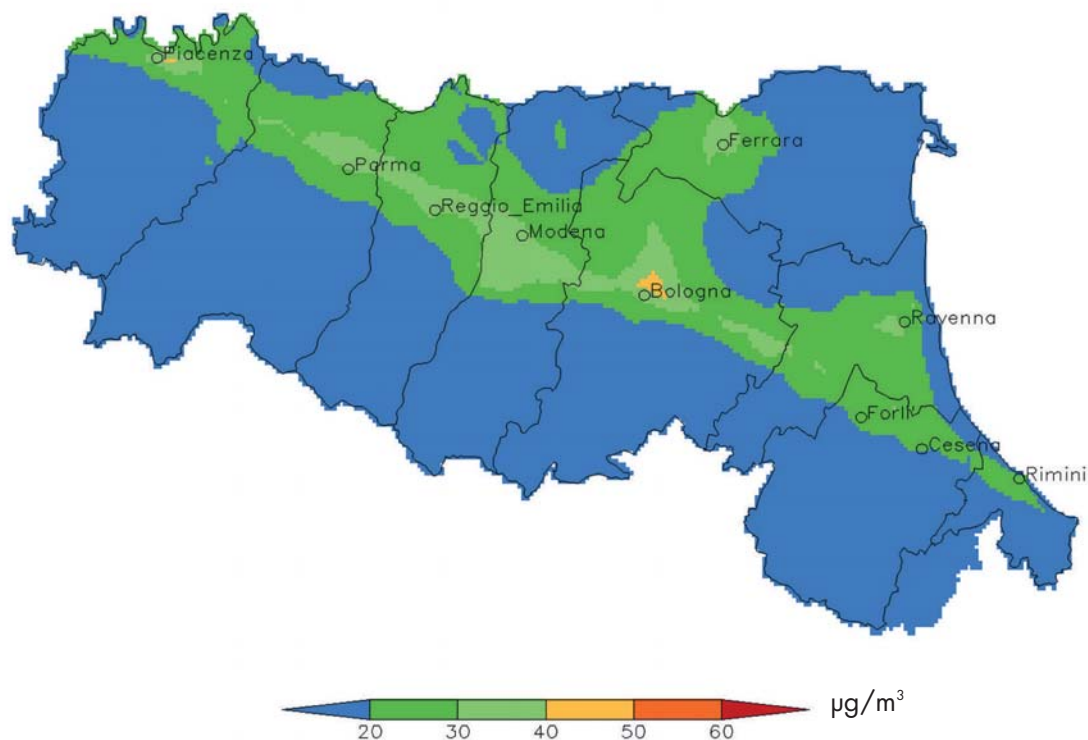 Piacenza
Ferrara
Parma
Reggio_Emilia
Modena
Bologna
Ravenna
Forlì
Cesena
Rimini
µg/m³
20 30 40 50 60